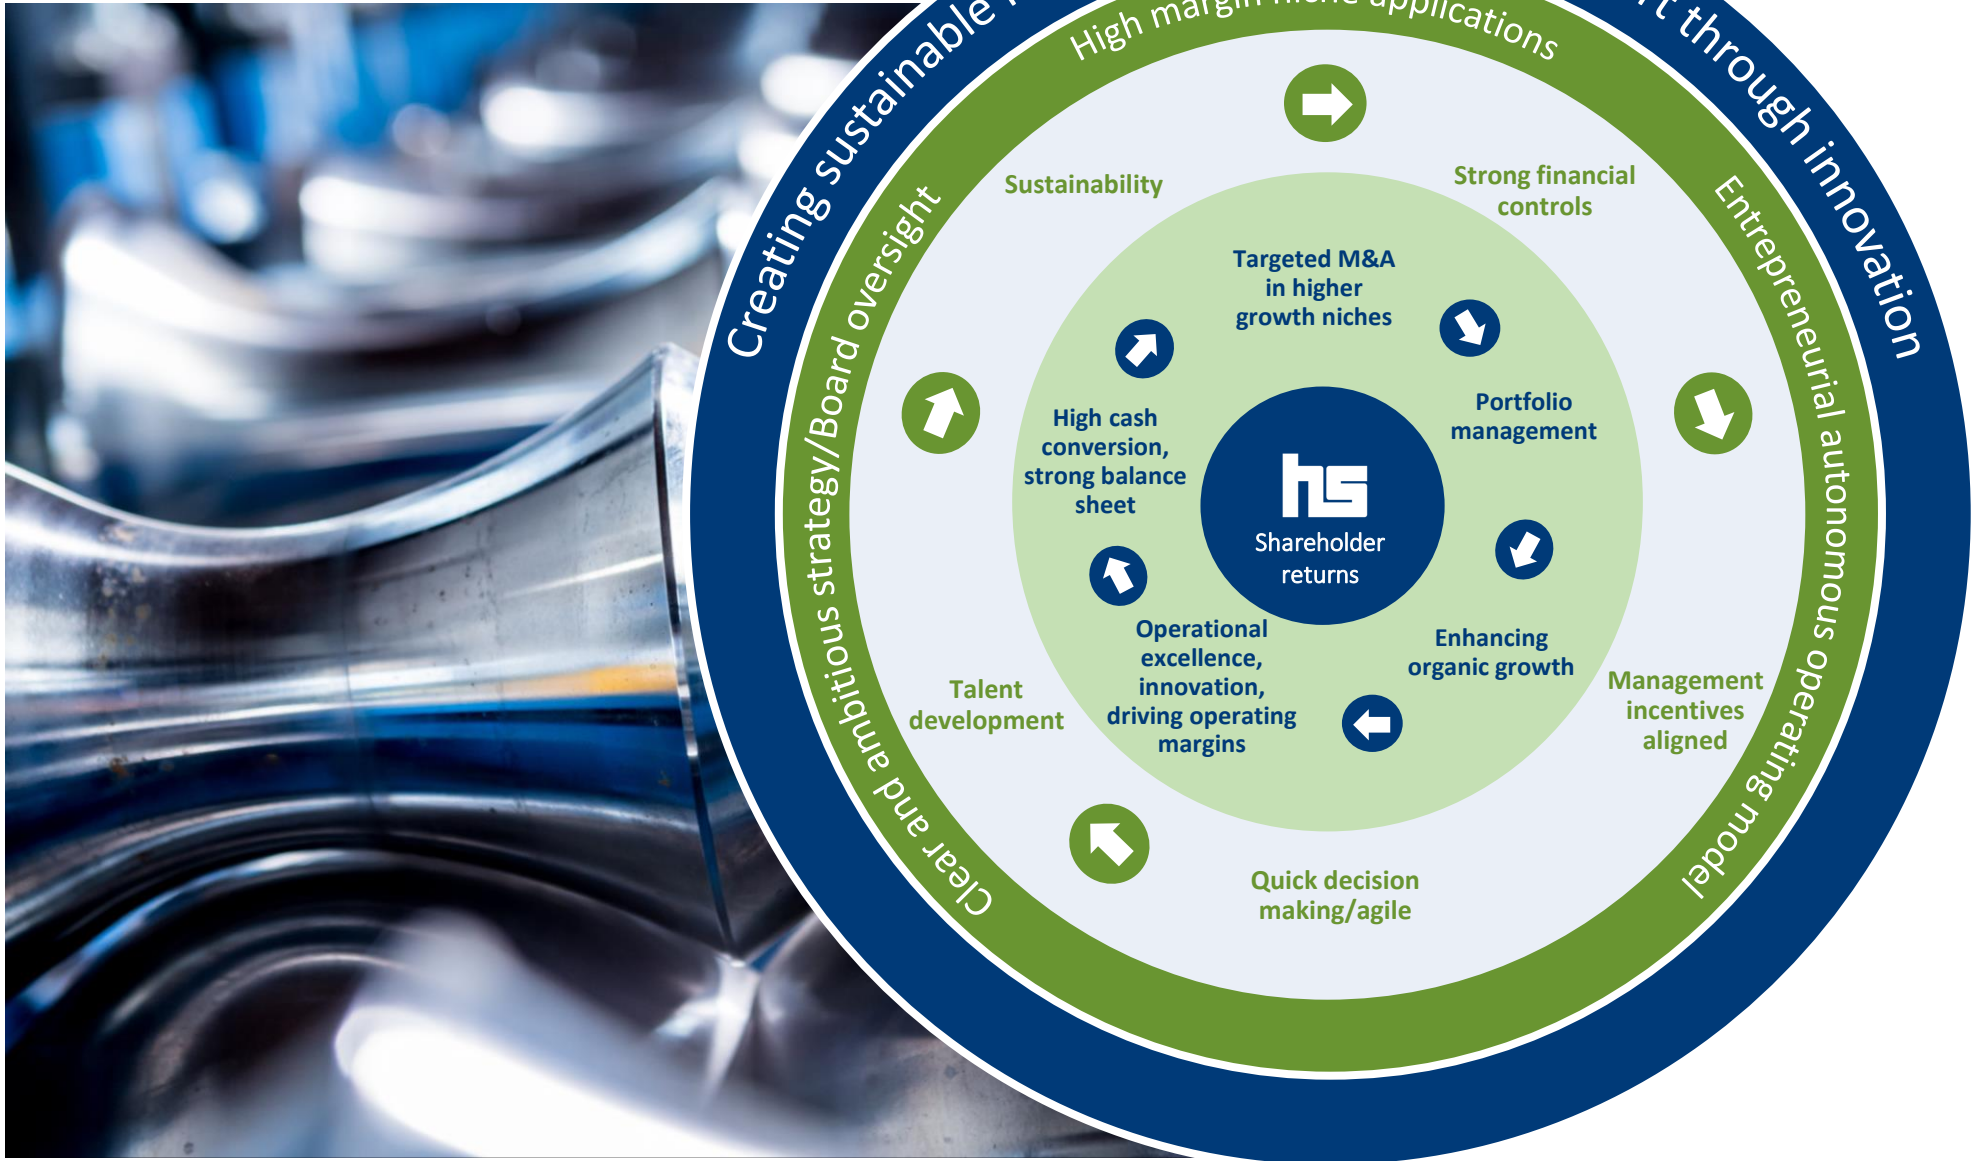 Creating sustainable
through innovation
High margin niche applications
Clear and ambitious strategy/Board oversight
Entrepreneurial autonomous operating model
Sustainability
Strong financial
controls
Management
incentives
aligned
Quick decision
making/agile
Talent
development
Targeted M&A
in higher
growth niches
Portfolio
management
Enhancing
organic growth
Operational
excellence,
innovation,
driving operating
margins
High cash
conversion,
strong balance
sheet
hs
Shareholder
returns